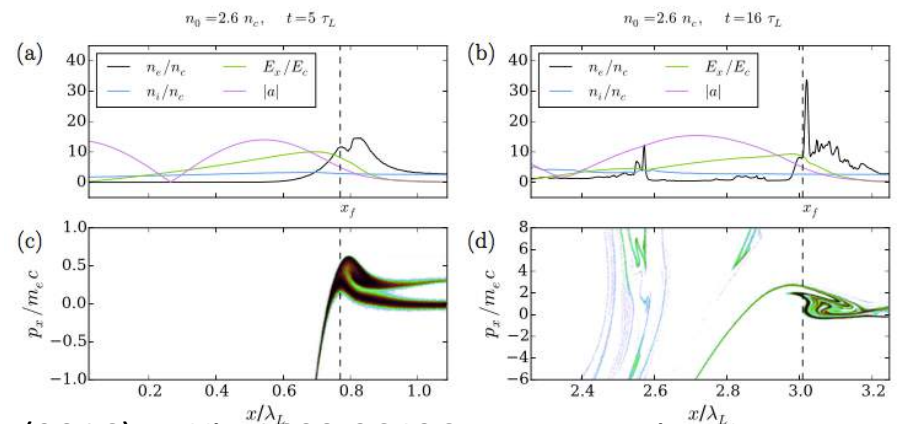 n₀ = 2.6 n_c, t = 5 τ_L
n₀ = 2.6 n_c, t = 16 τ_L
(a)
40
30
20
10
0
n_e/n_c
E_x/E_c
n_i/n_c
|a|
x_f
(b)
40
30
20
10
0
n_e/n_c
E_x/E_c
n_i/n_c
|a|
x_f
(c)
p_x/m_e c
1.0
0.5
0.0
−0.5
−1.0
0.2 0.4 0.6 0.8 1.0
x/λ_L
(d)
p_x/m_e c
8
6
4
2
0
−2
−4
−6
2.4 2.6 2.8 3.0 3.2
x/λ_L